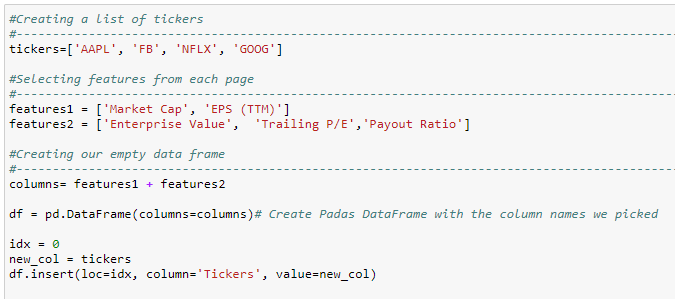 #Creating a list of tickers
#--------------------------------------------------------------------------------------------
tickers=['AAPL', 'FB', 'NFLX', 'GOOG']
#Selecting features from each page
#--------------------------------------------------------------------------------------------
features1 = ['Market Cap', 'EPS (TTM)']
features2 = ['Enterprise Value',  'Trailing P/E','Payout Ratio']
#Creating our empty data frame
#--------------------------------------------------------------------------------------------
columns= features1 + features2
df = pd.DataFrame(columns=columns)# Create Padas DataFrame with the column names we picked
idx = 0
new_col = tickers
df.insert(loc=idx, column='Tickers', value=new_col)